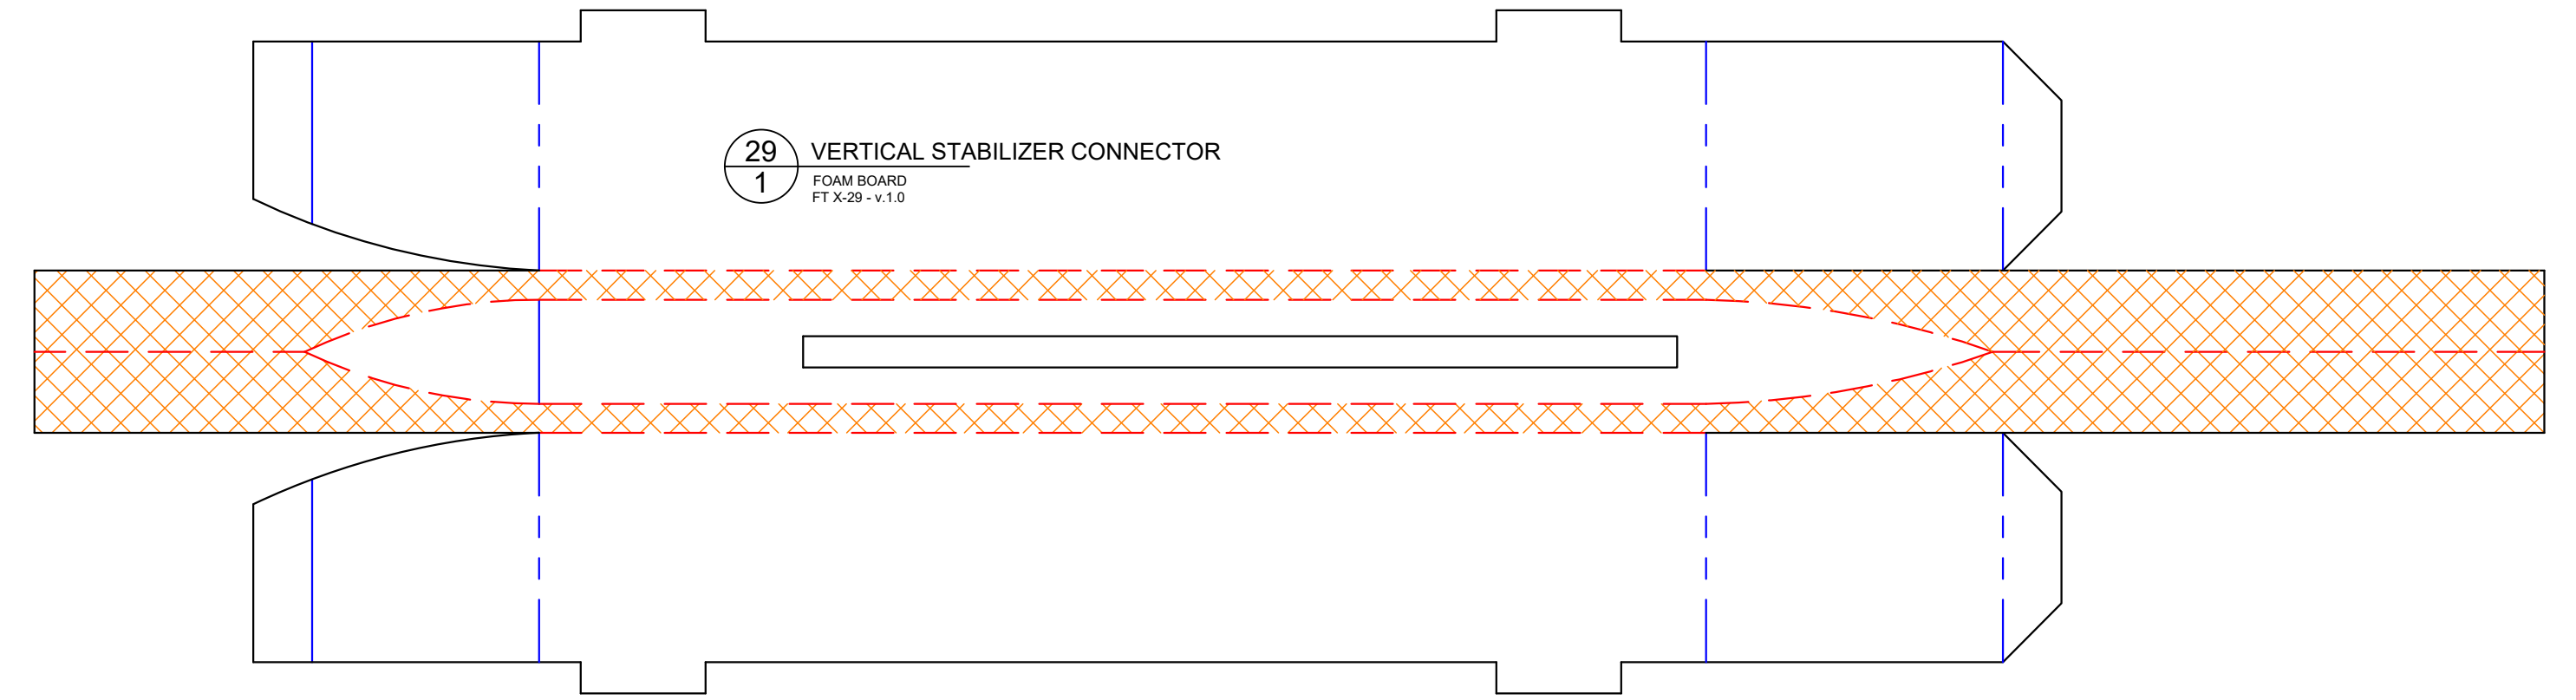 29
1
VERTICAL STABILIZER CONNECTOR
FOAM BOARD
FT X-29 - v.1.0